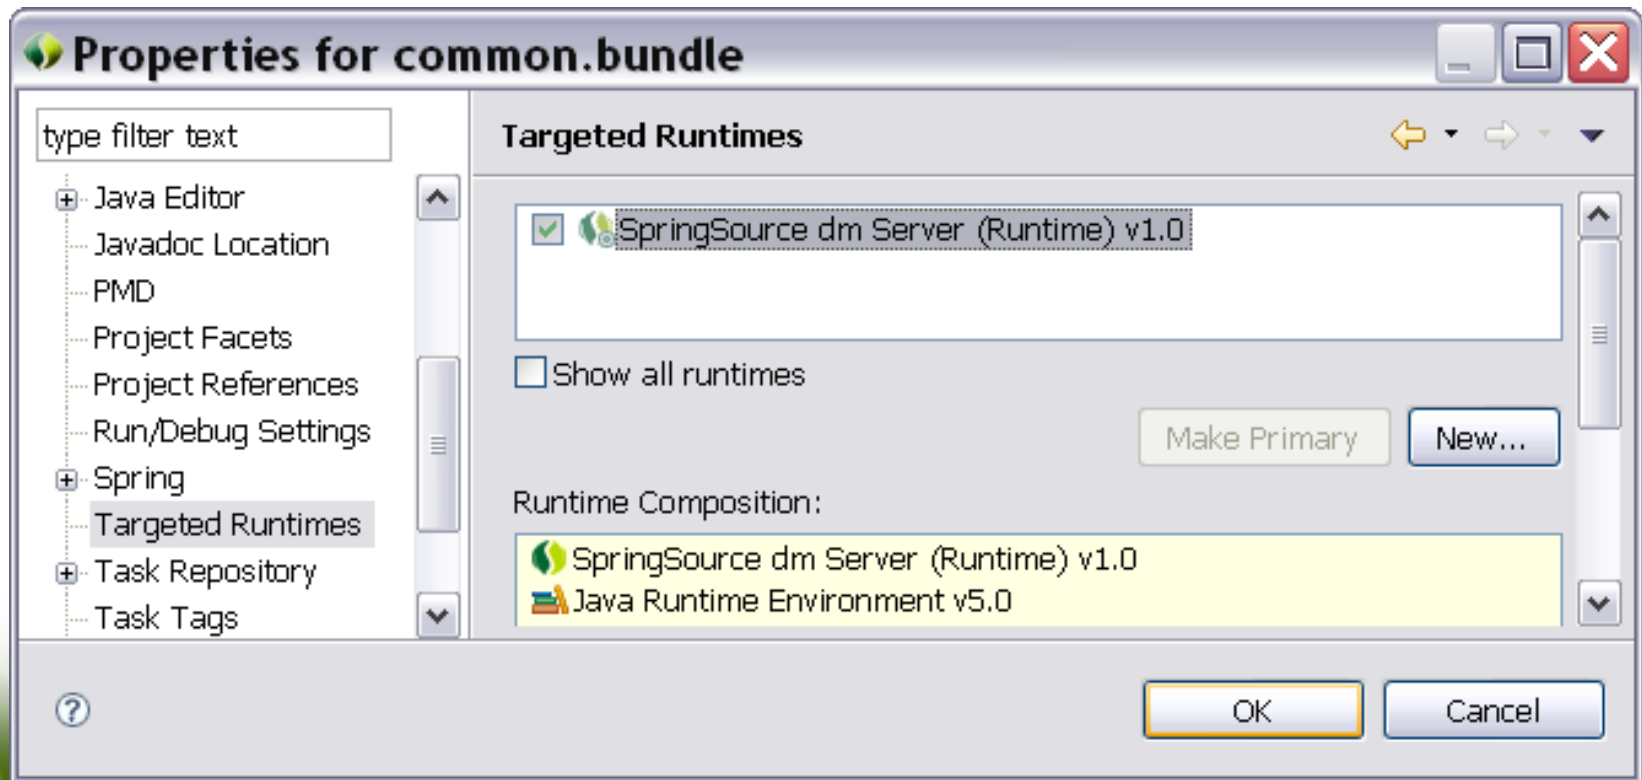 Properties for common.bundle
type filter text
Java Editor
Javadoc Location
PMD
Project Facets
Project References
Run/Debug Settings
Spring
Targeted Runtimes
Task Repository
Task Tags
Targeted Runtimes
SpringSource dm Server (Runtime) v1.0
Show all runtimes
Make Primary
New...
Runtime Composition:
SpringSource dm Server (Runtime) v1.0
Java Runtime Environment v5.0
?
OK
Cancel